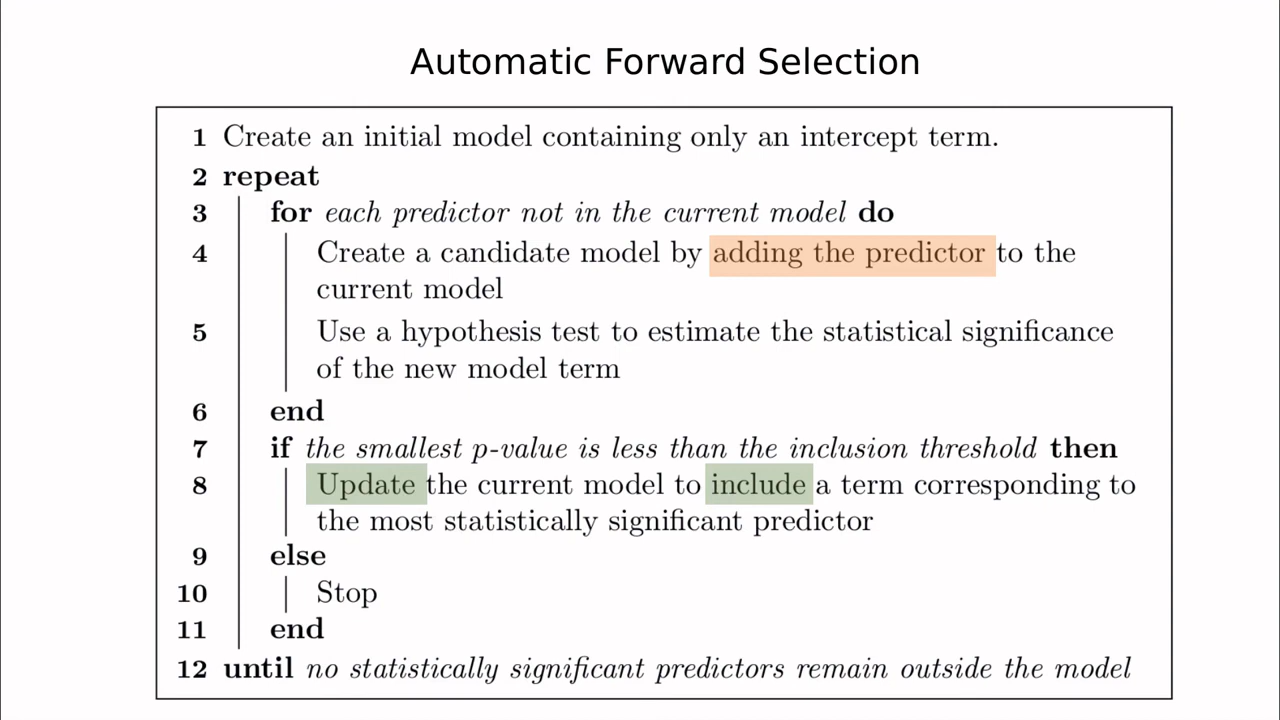 Automatic Forward Selection
1 Create an initial model containing only an intercept term.
2 repeat
3 for each predictor not in the current model do
4 Create a candidate model by adding the predictor to the
current model
5 Use a hypothesis test to estimate the statistical significance
of the new model term
6 end
7 if the smallest p-value is less than the inclusion threshold then
8 Update the current model to include a term corresponding to
the most statistically significant predictor
9 else
10 Stop
11 end
12 until no statistically significant predictors remain outside the model